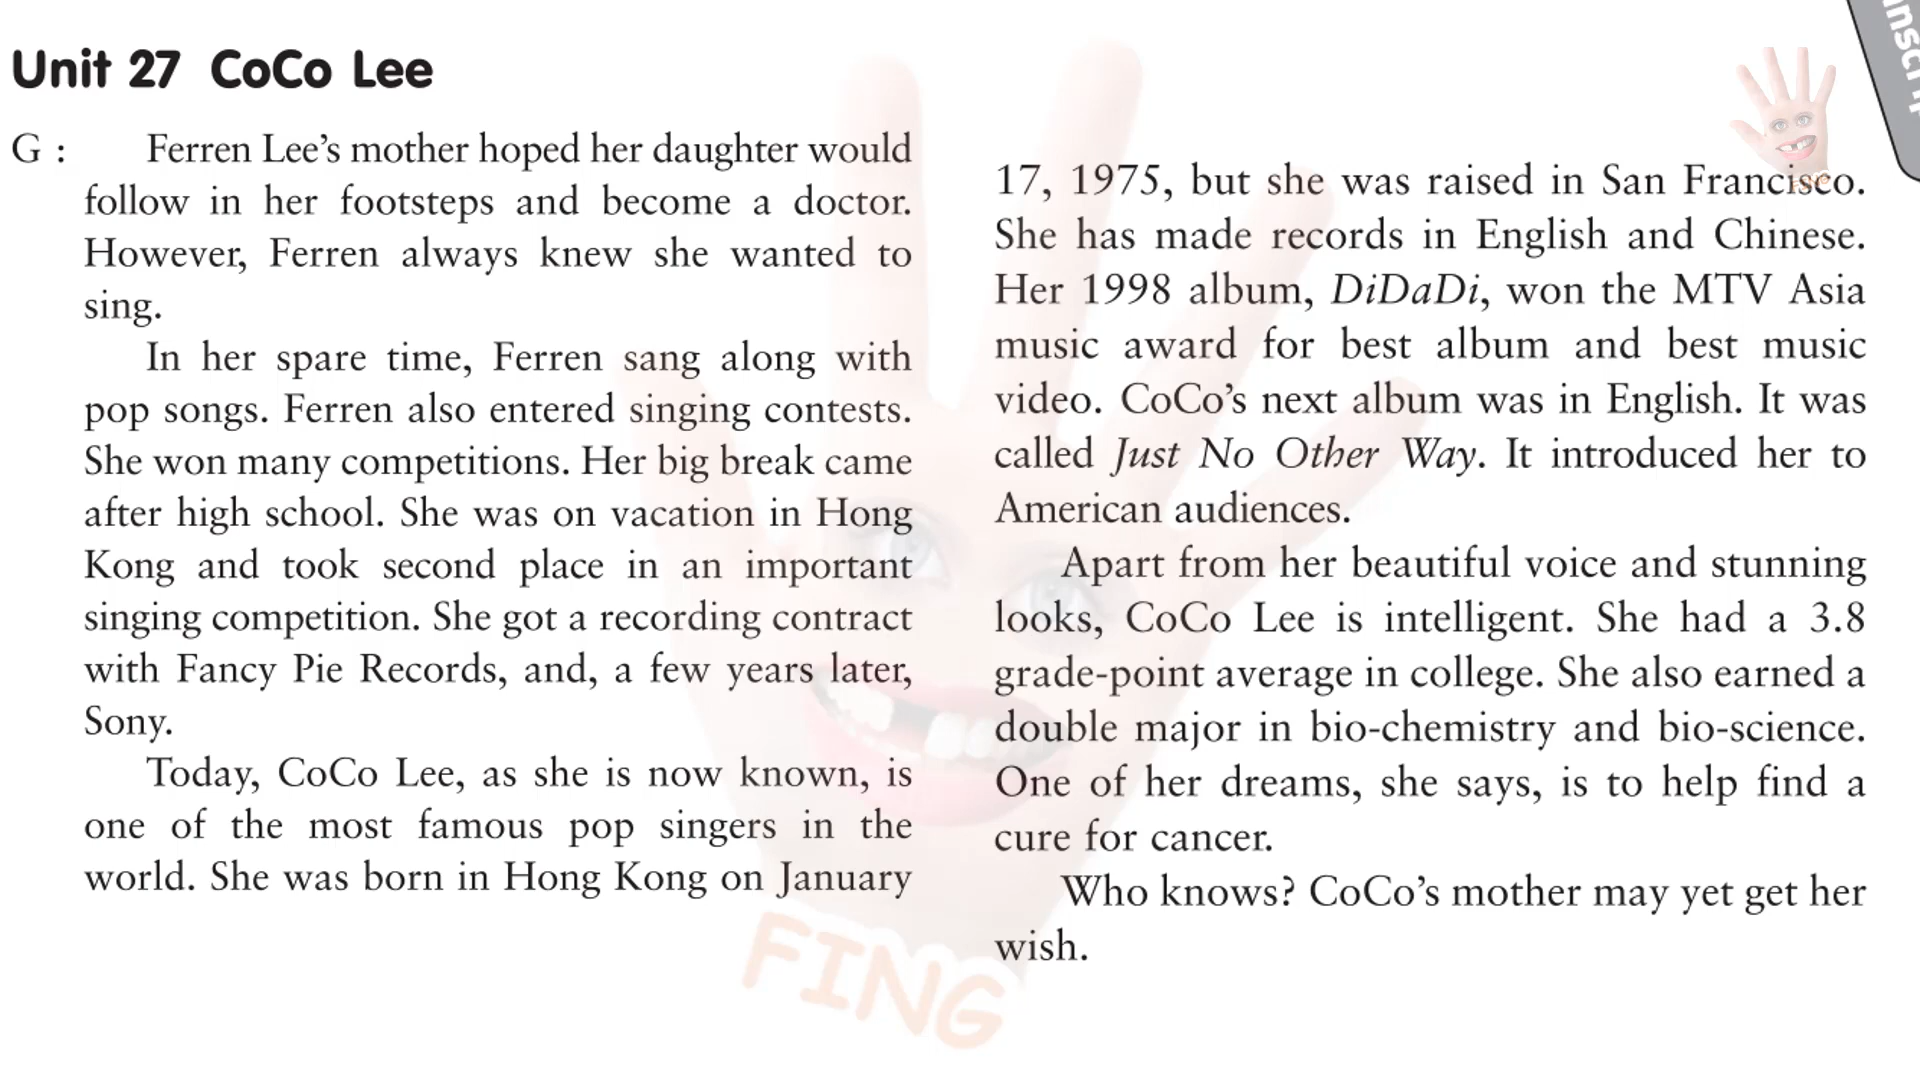 Unit 27 CoCo Lee
G : Ferren Lee's mother hoped her daughter would
follow in her footsteps and become a doctor.
However, Ferren always knew she wanted to
sing.
In her spare time, Ferren sang along with
pop songs. Ferren also entered singing contests.
She won many competitions. Her big break came
after high school. She was on vacation in Hong
Kong and took second place in an important
singing competition. She got a recording contract
with Fancy Pie Records, and, a few years later,
Sony.
Today, CoCo Lee, as she is now known, is
one of the most famous pop singers in the
world. She was born in Hong Kong on January
17, 1975, but she was raised in San Francisco.
She has made records in English and Chinese.
Her 1998 album, DiDaDi, won the MTV Asia
music award for best album and best music
video. CoCo's next album was in English. It was
called Just No Other Way. It introduced her to
American audiences.
Apart from her beautiful voice and stunning
looks, CoCo Lee is intelligent. She had a 3.8
grade-point average in college. She also earned a
double major in bio-chemistry and bio-science.
One of her dreams, she says, is to help find a
cure for cancer.
Who knows? CoCo's mother may yet get her
wish.
FING
FING